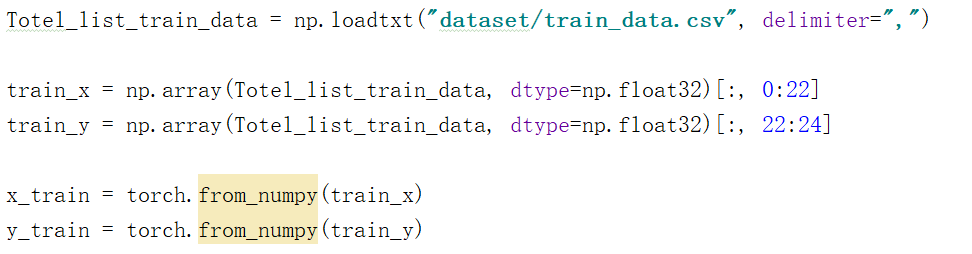 Totel_list_train_data = np.loadtxt("dataset/train_data.csv", delimiter=",")
train_x = np.array(Totel_list_train_data, dtype=np.float32)[:, 0:22]
train_y = np.array(Totel_list_train_data, dtype=np.float32)[:, 22:24]
x_train = torch.from_numpy(train_x)
y_train = torch.from_numpy(train_y)